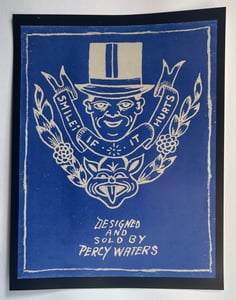 SMILE IF IT HURTS
DESIGNED
AND
SOLD BY
PERCY WATERS